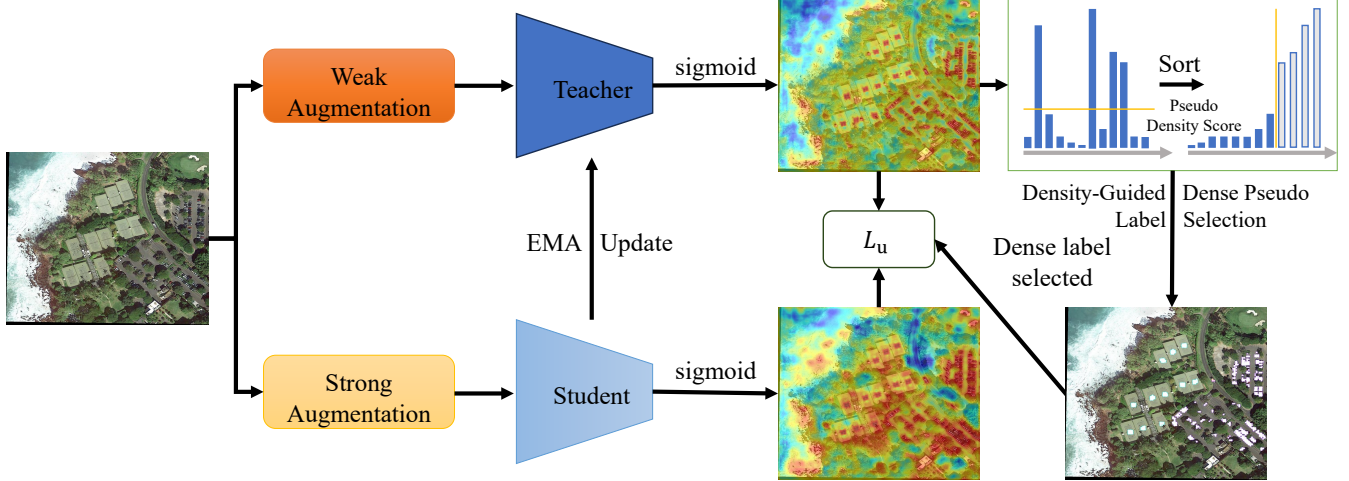 Weak
Augmentation
Teacher
sigmoid
Sort
Pseudo
Density Score
EMA Update
L_u
Density-Guided Dense Pseudo
Label Selection
Dense label
selected
Strong
Augmentation
Student
sigmoid